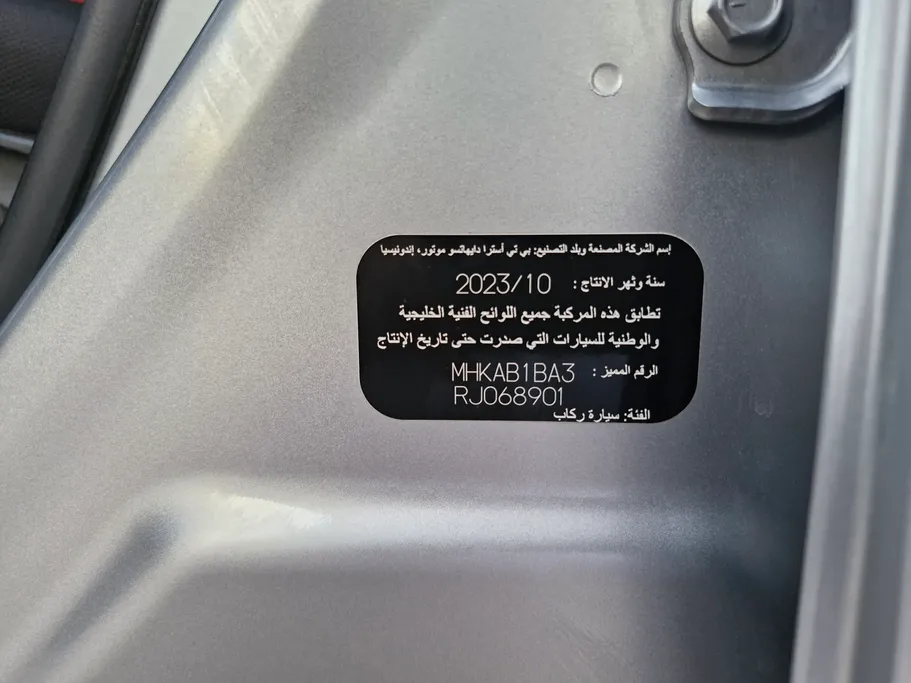 إسم الشركة المصنعة وبلد التصنيع: بي تي أسترا دايهاتسو موتور، إندونيسيا
سنة وثهر الانتاج : 2023/10
تطابق هذه المركبة جميع اللوائح الفنية الخليجية
والوطنية للسيارات التي صدرت حتى تاريخ الإنتاج
الرقم المميز : MHKAB1BA3
RJ068901
الفئة: سيارة ركاب